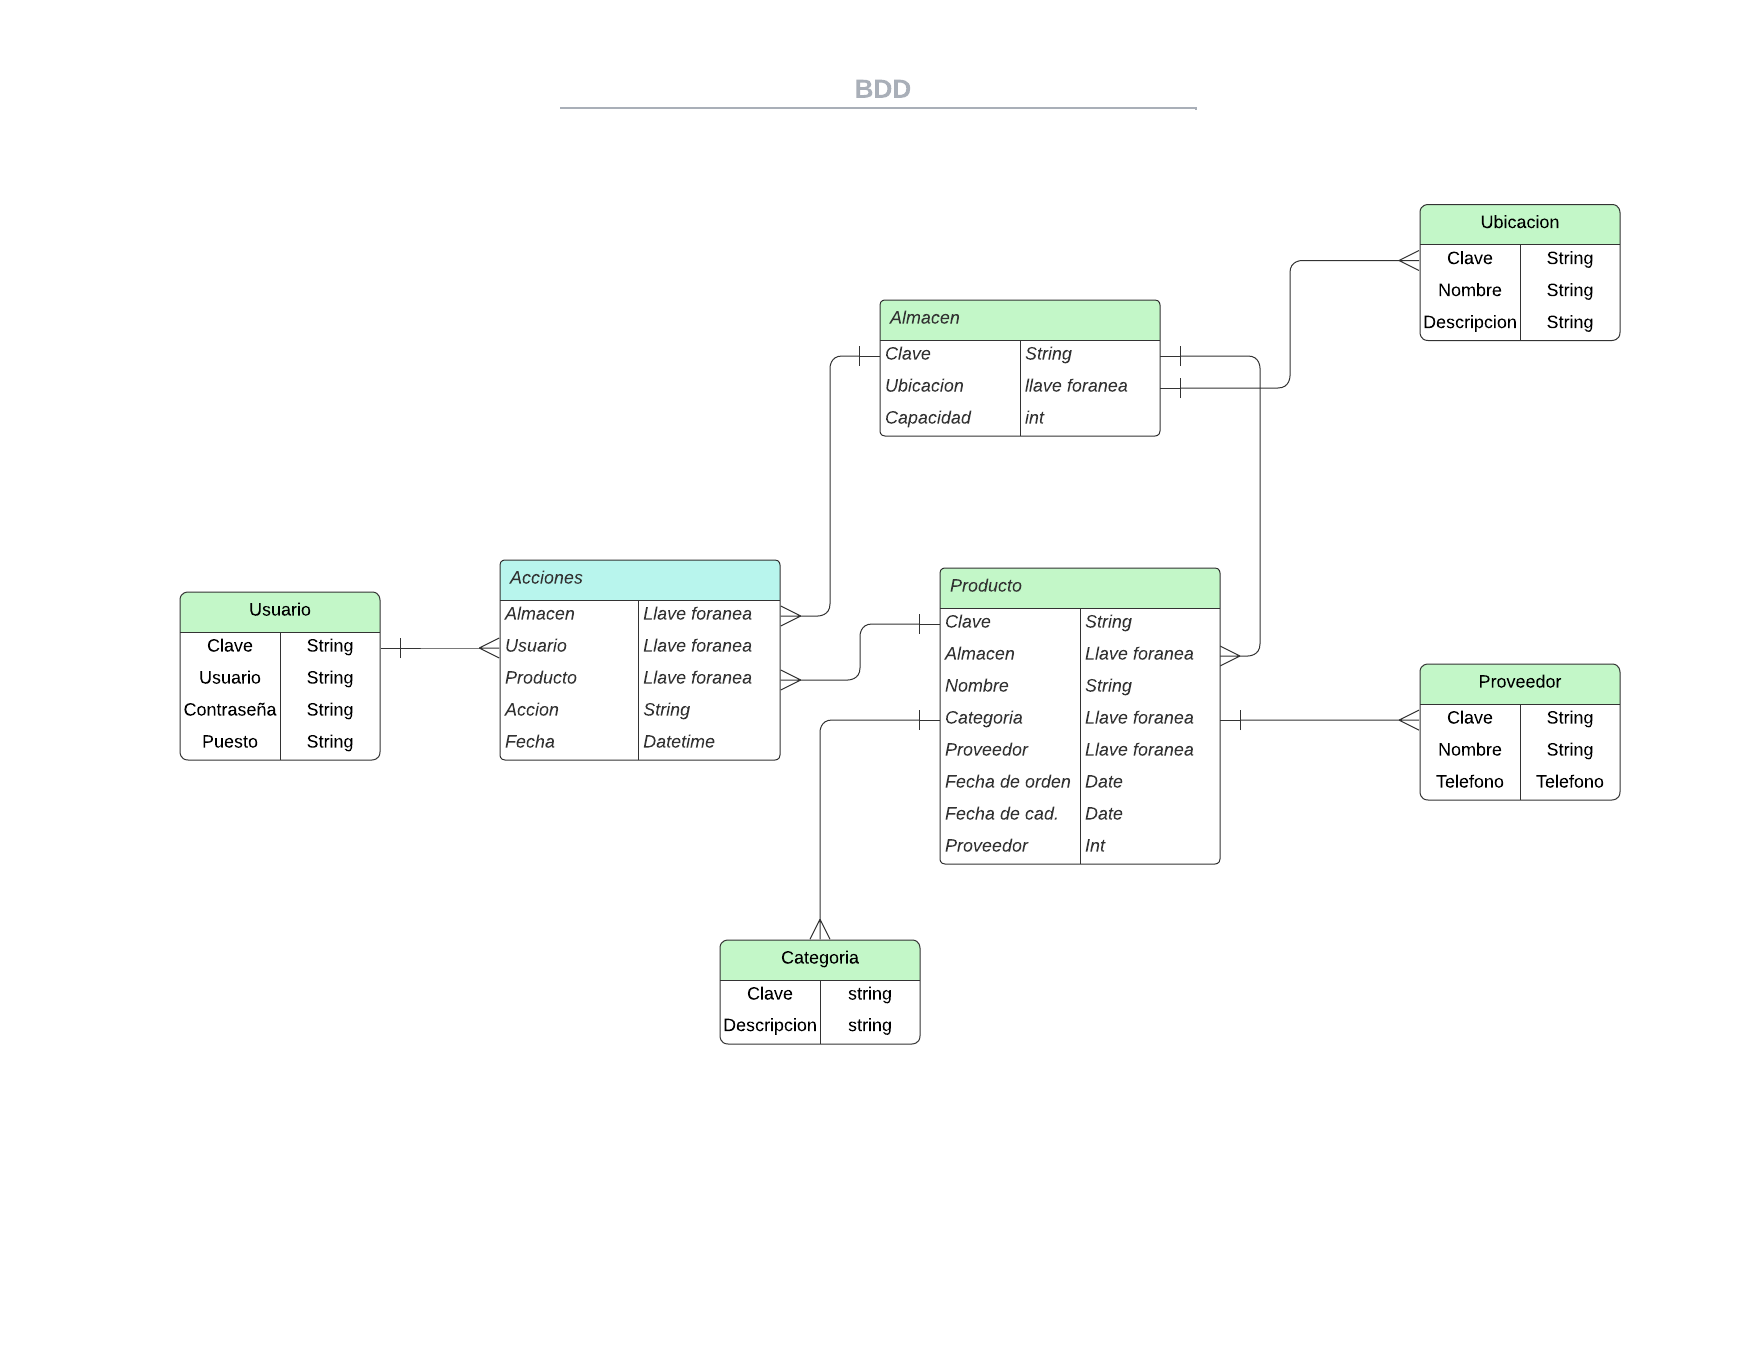 BDD
Ubicacion
Clave String
Nombre String
Descripcion String
Almacen
Clave String
Ubicacion llave foranea
Capacidad int
Acciones
Almacen Llave foranea
Usuario Llave foranea
Producto Llave foranea
Accion String
Fecha Datetime
Usuario
Clave String
Usuario String
Contraseña String
Puesto String
Producto
Clave String
Almacen Llave foranea
Nombre String
Categoria Llave foranea
Proveedor Llave foranea
Fecha de orden Date
Fecha de cad. Date
Proveedor Int
Proveedor
Clave String
Nombre String
Telefono Telefono
Categoria
Clave string
Descripcion string